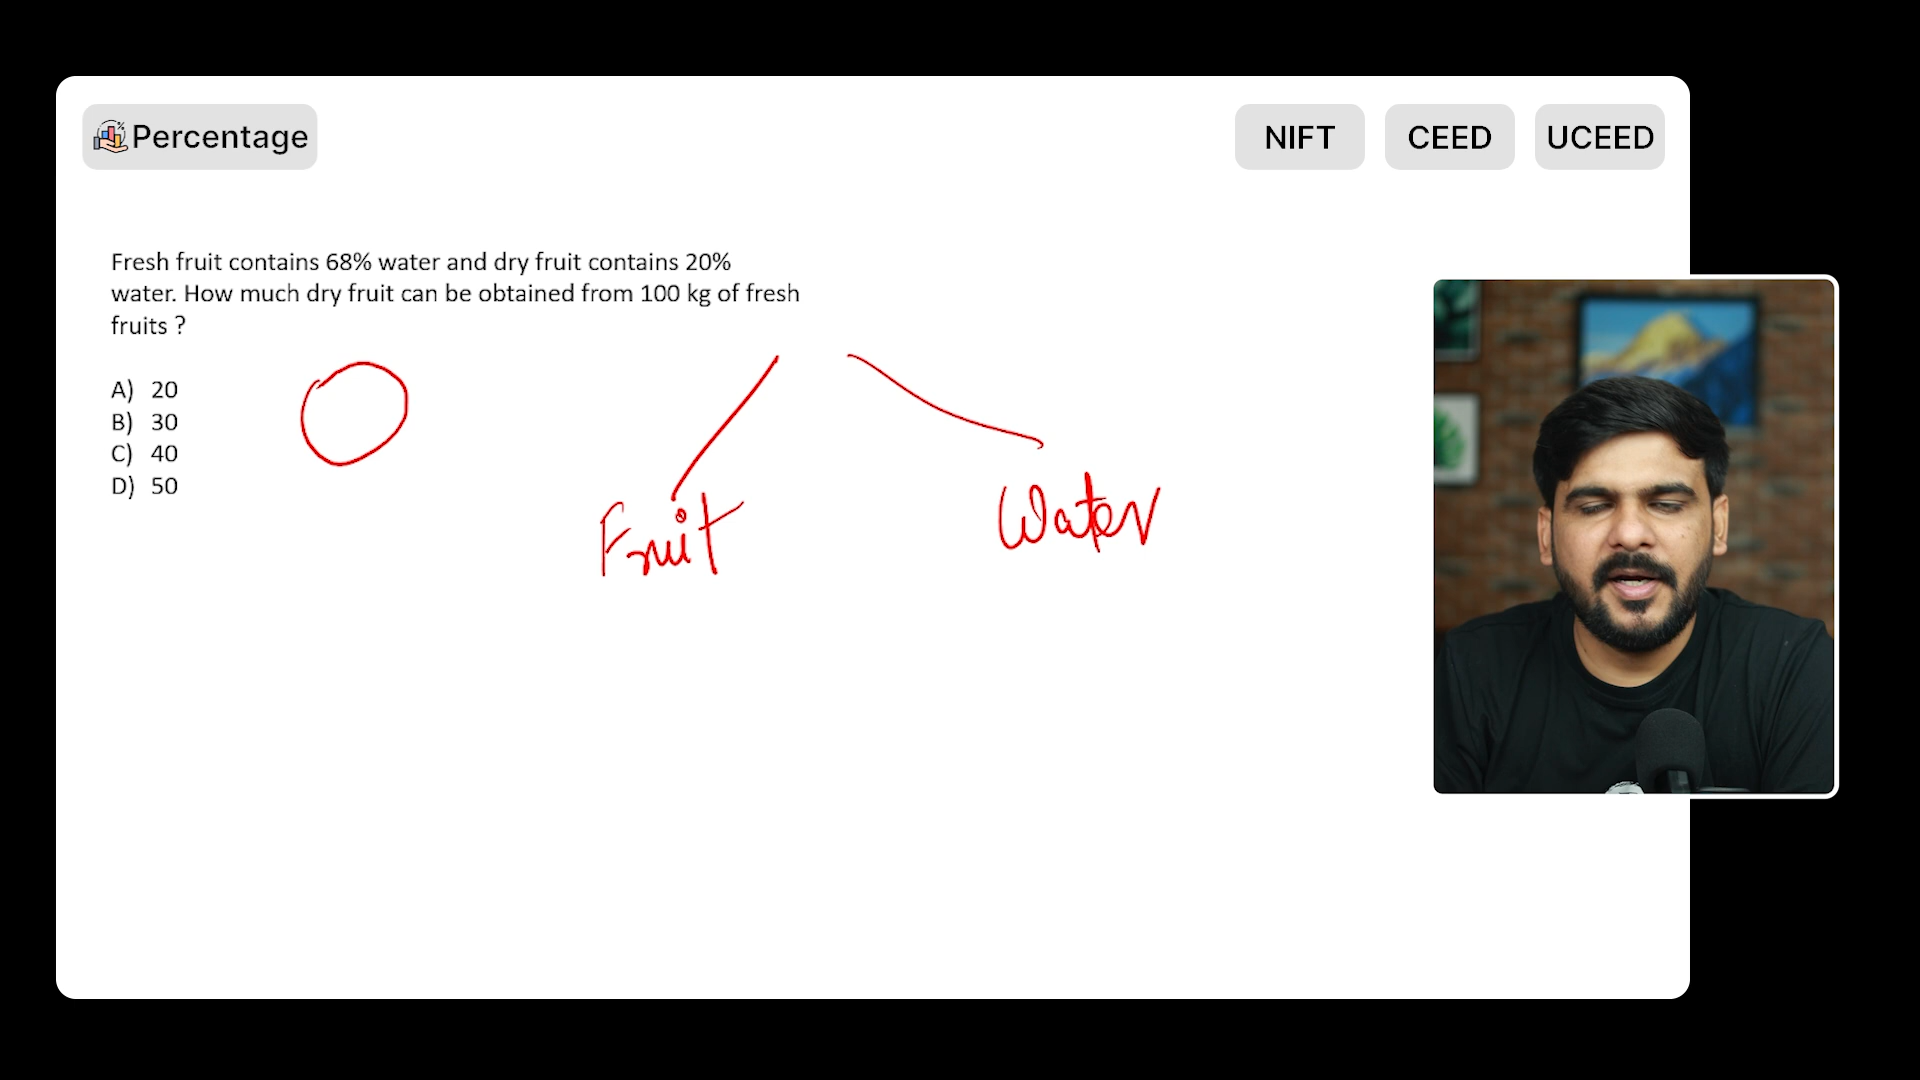 Percentage
NIFT CEED UCEED
Fresh fruit contains 68% water and dry fruit contains 20%
water. How much dry fruit can be obtained from 100 kg of fresh
fruits ?
A) 20
B) 30
C) 40
D) 50
Fruit
Water